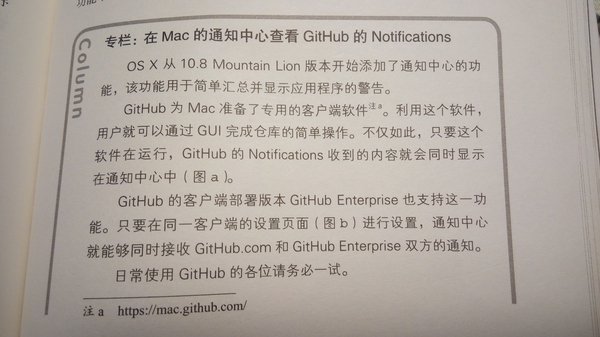 Column
专栏：在 Mac 的通知中心查看 GitHub 的 Notifications
OS X 从 10.8 Mountain Lion 版本开始添加了通知中心的功
能，该功能用于简单汇总并显示应用程序的警告。
GitHub 为 Mac 准备了专用的客户端软件注a。利用这个软件，
用户就可以通过 GUI 完成仓库的简单操作。不仅如此，只要这个
软件在运行，GitHub 的 Notifications 收到的内容就会同时显示
在通知中心中（图 a）。
GitHub 的客户端部署版本 GitHub Enterprise 也支持这一功
能。只要在同一客户端的设置页面（图 b）进行设置，通知中心
就能够同时接收 GitHub.com 和 GitHub Enterprise 双方的通知。
日常使用 GitHub 的各位请务必一试。
注 a https://mac.github.com/